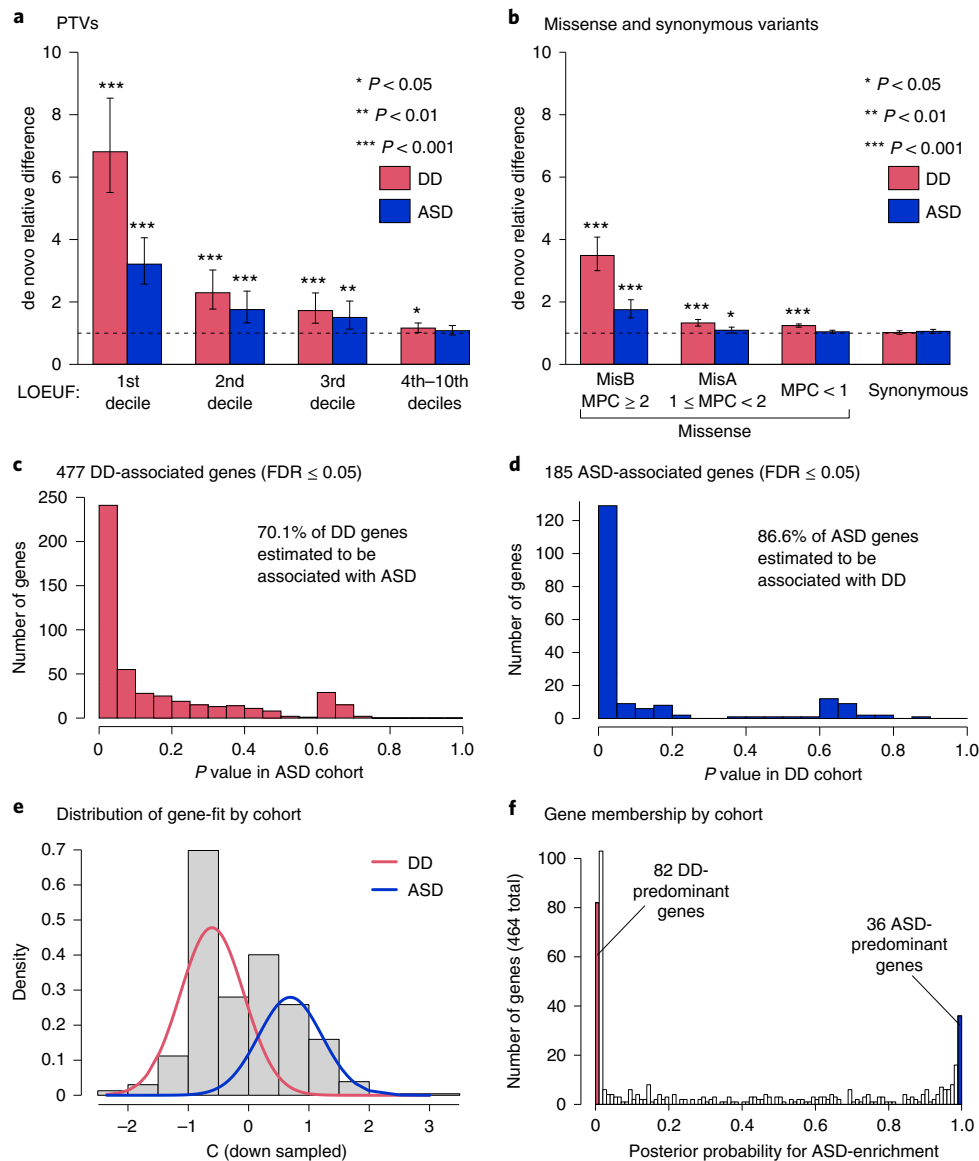 a
PTVs
10
8
6
4
2
0
de novo relative difference
***
***
***
***
***
**
*
* P < 0.05
** P < 0.01
*** P < 0.001
DD
ASD
LOEUF:
1st
decile
2nd
decile
3rd
decile
4th–10th
deciles
b
Missense and synonymous variants
10
8
6
4
2
0
de novo relative difference
***
***
***
*
***
* P < 0.05
** P < 0.01
*** P < 0.001
DD
ASD
MisB
MPC ≥ 2
MisA
1 ≤ MPC < 2
MPC < 1
Synonymous
Missense
c
477 DD-associated genes (FDR ≤ 0.05)
250
200
150
100
50
0
Number of genes
70.1% of DD genes
estimated to be
associated with ASD
0
0.2
0.4
0.6
0.8
1.0
P value in ASD cohort
d
185 ASD-associated genes (FDR ≤ 0.05)
120
100
80
60
40
20
0
Number of genes
86.6% of ASD genes
estimated to be
associated with DD
0
0.2
0.4
0.6
0.8
1.0
P value in DD cohort
e
Distribution of gene-fit by cohort
0.7
0.6
0.5
0.4
0.3
0.2
0.1
0
Density
DD
ASD
–2
–1
0
1
2
3
C (down sampled)
f
Gene membership by cohort
100
80
60
40
20
0
Number of genes (464 total)
82 DD-
predominant
genes
36 ASD-
predominant
genes
0
0.2
0.4
0.6
0.8
1.0
Posterior probability for ASD-enrichment